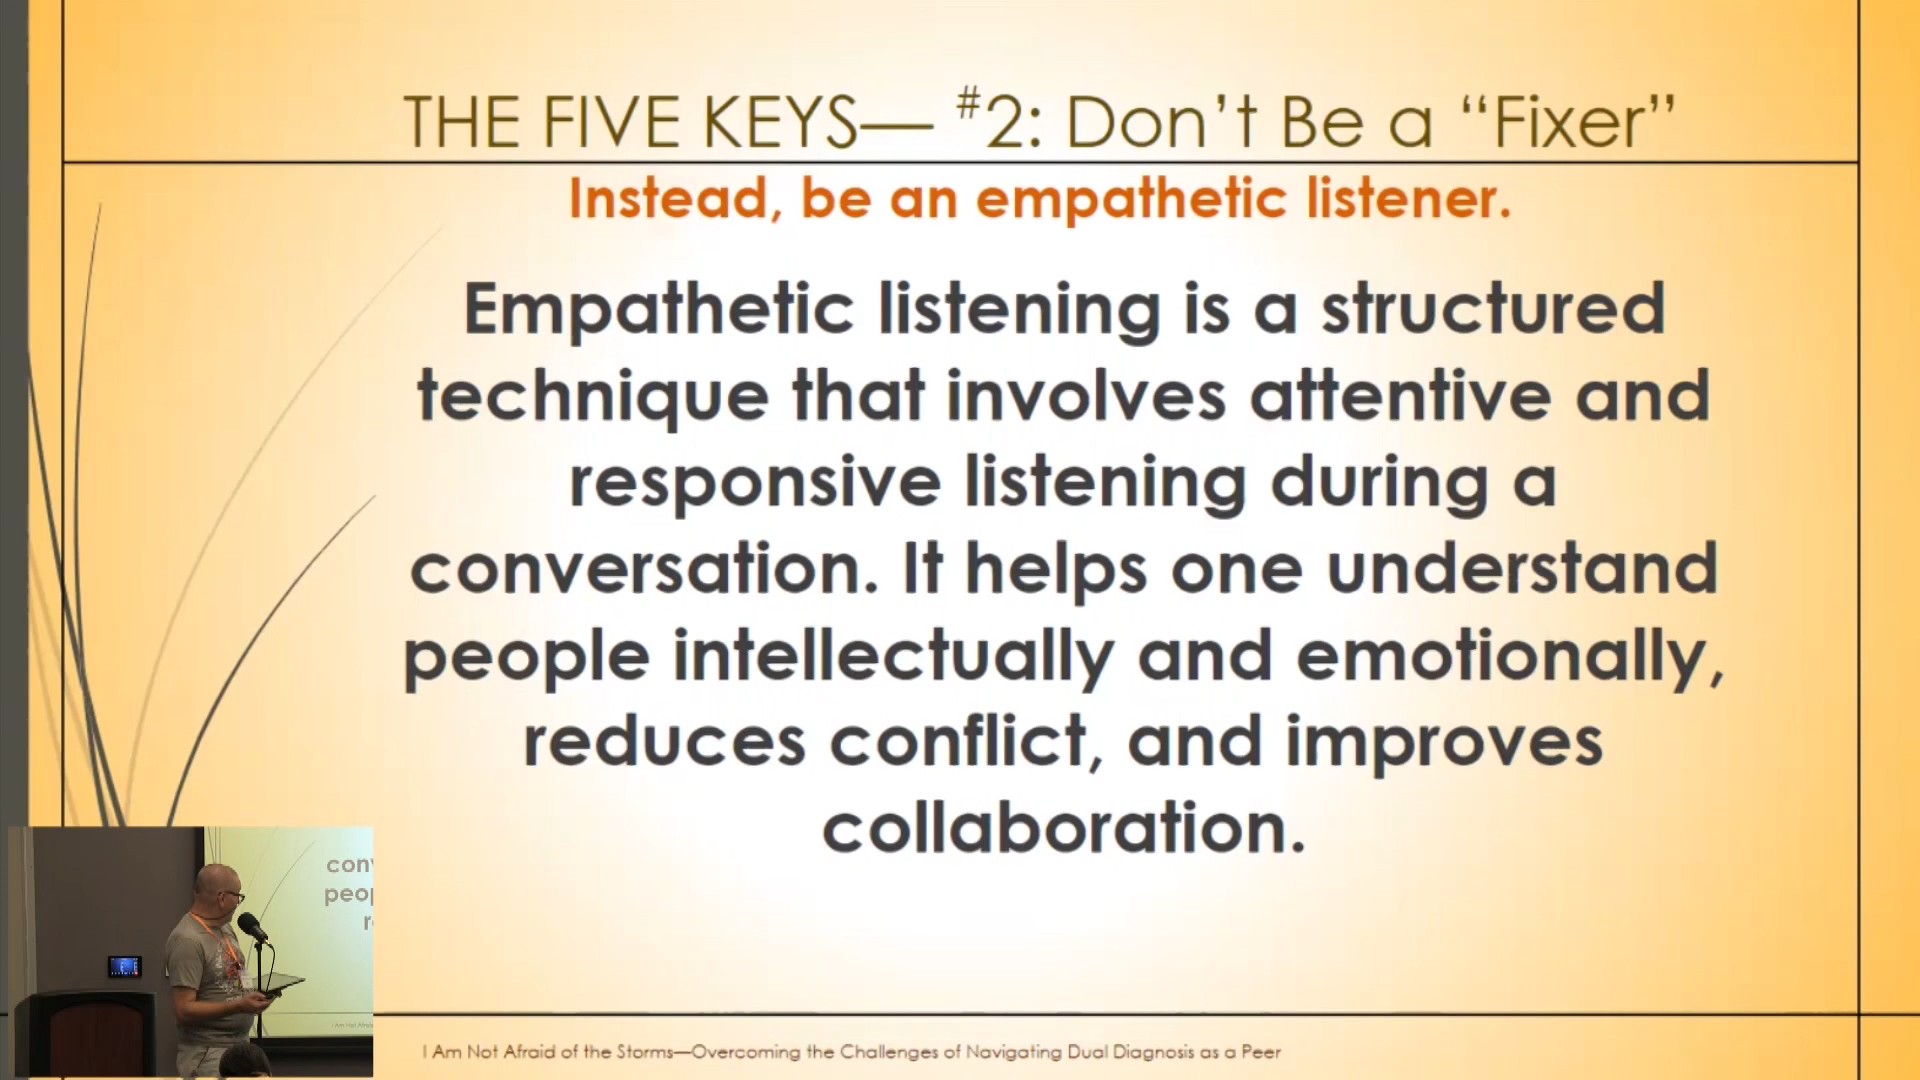 THE FIVE KEYS— #2: Don’t Be a “Fixer”
Instead, be an empathetic listener.
Empathetic listening is a structured
technique that involves attentive and
responsive listening during a
conversation. It helps one understand
people intellectually and emotionally,
reduces conflict, and improves
collaboration.
I Am Not Afraid of the Storms—Overcoming the Challenges of Navigating Dual Diagnosis as a Peer